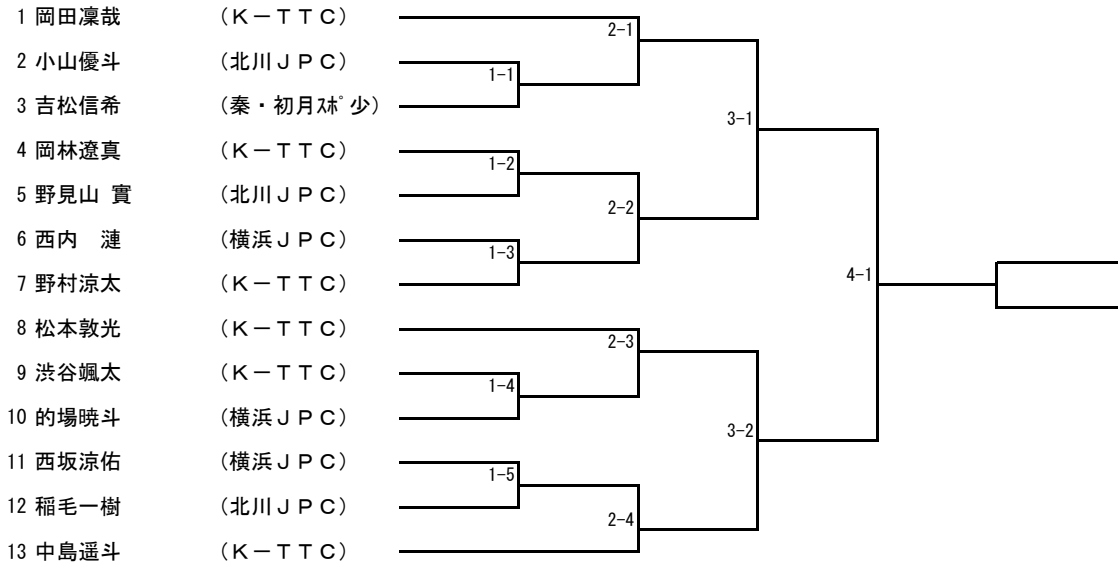 1 岡田凜哉 （Ｋ－ＴＴＣ）
2-1
2 小山優斗 （北川ＪＰＣ）
1-1
3 吉松信希 （秦・初月ｽﾎﾟ少）
3-1
4 岡林遼真 （Ｋ－ＴＴＣ）
1-2
5 野見山 實 （北川ＪＰＣ）
2-2
6 西内　漣 （横浜ＪＰＣ）
1-3
7 野村涼太 （Ｋ－ＴＴＣ）
4-1
8 松本敦光 （Ｋ－ＴＴＣ）
2-3
9 渋谷颯太 （Ｋ－ＴＴＣ）
1-4
10 的場暁斗 （横浜ＪＰＣ）
3-2
11 西坂涼佑 （横浜ＪＰＣ）
1-5
12 稲毛一樹 （北川ＪＰＣ）
2-4
13 中島遥斗 （Ｋ－ＴＴＣ）